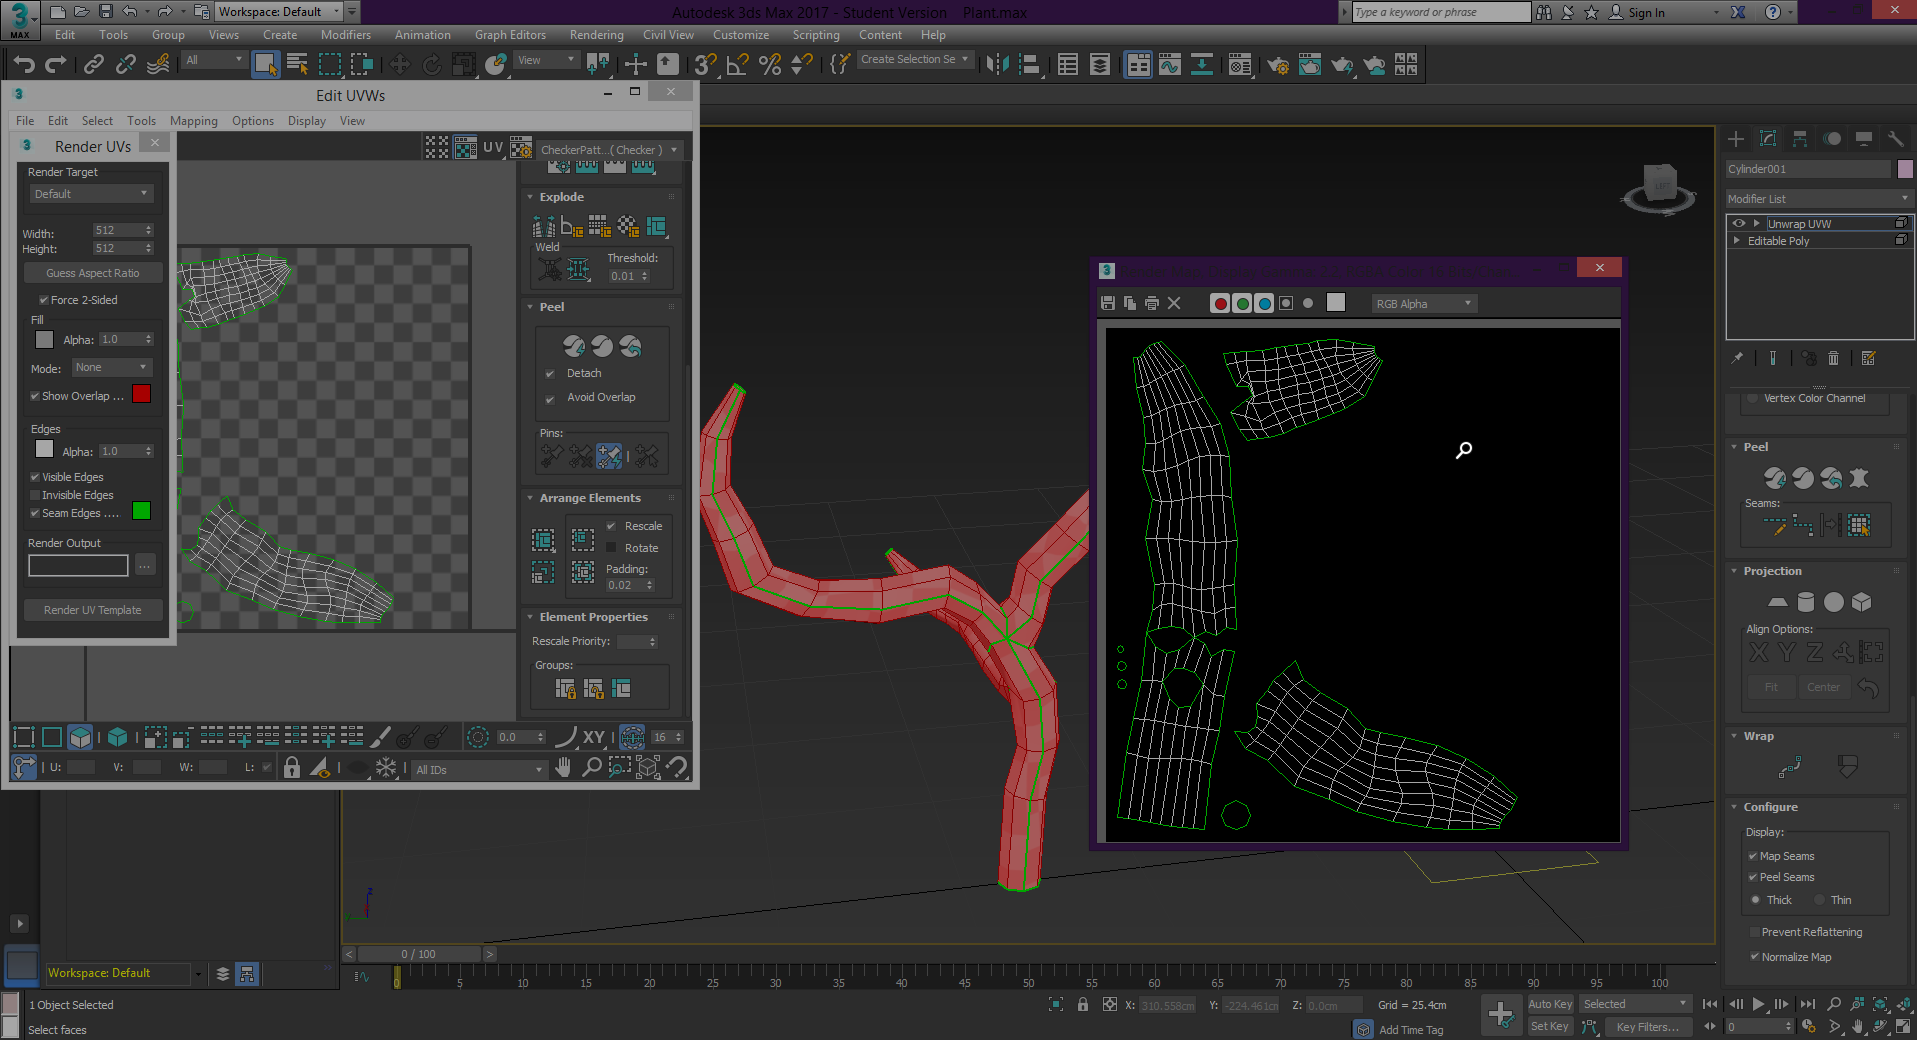 Workspace: Default
Autodesk 3ds Max 2017 - Student Version    Plant.max
Type a keyword or phrase
Sign In
MAX
Edit Tools Group Views Create Modifiers Animation Graph Editors Rendering Civil View Customize Scripting Content Help
All
View
Create Selection Se
Edit UVWs
File Edit Select Tools Mapping Options Display View
Render UVs
UV
CheckerPatt...( Checker )
Render Target
Default
Width: 512
Height: 512
Guess Aspect Ratio
Force 2-Sided
Fill
Alpha: 1.0
Mode: None
Show Overlap ...
Edges
Alpha: 1.0
Visible Edges
Invisible Edges
Seam Edges .....
Render Output
...
Render UV Template
Explode
Weld
Threshold:
0.01
Peel
Detach
Avoid Overlap
Pins:
Arrange Elements
Rescale
Rotate
Padding:
0.02
Element Properties
Rescale Priority:
Groups:
0.0
XY
16
U: V: W: L:
All IDs
RGB Alpha
Cylinder001
Modifier List
Unwrap UVW
Editable Poly
Vertex Color Channel
Peel
Seams:
Projection
Align Options:
X Y Z
Fit Center
Wrap
Configure
Display:
Map Seams
Peel Seams
Thick Thin
Prevent Reflattening
Normalize Map
< 0 / 100 >
Workspace: Default
0 5 10 15 20 25 30 35 40 45 50 55 60 65 70 75 80 85 90 95 100
1 Object Selected
Select faces
X: 310.558cm Y: -224.461cm Z: 0.0cm Grid = 25.4cm
Add Time Tag
Auto Key Selected
Set Key Key Filters...
0